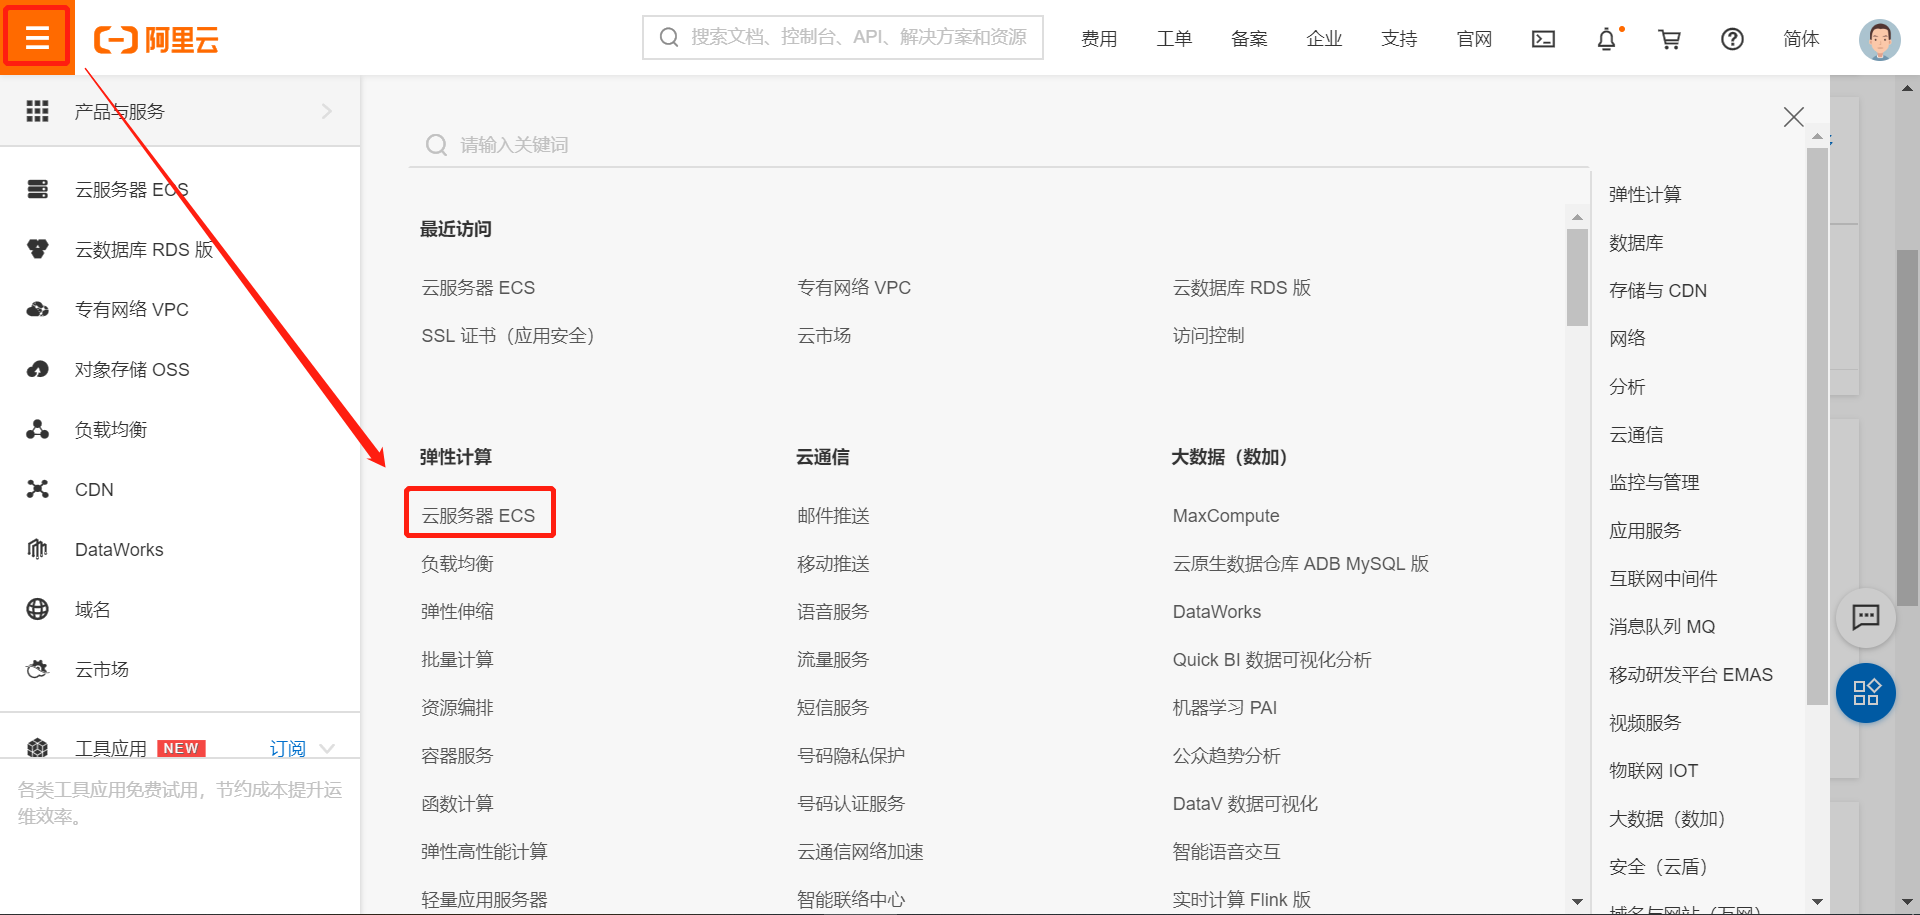 阿里云
搜索文档、控制台、API、解决方案和资源
费用
工单
备案
企业
支持
官网
简体
产品与服务
云服务器 ECS
云数据库 RDS 版
专有网络 VPC
对象存储 OSS
负载均衡
CDN
DataWorks
域名
云市场
工具应用 NEW 订阅
各类工具应用免费试用，节约成本提升运
维效率。
请输入关键词
最近访问
云服务器 ECS
专有网络 VPC
云数据库 RDS 版
SSL 证书（应用安全）
云市场
访问控制
弹性计算
云服务器 ECS
负载均衡
弹性伸缩
批量计算
资源编排
容器服务
函数计算
弹性高性能计算
轻量应用服务器
云通信
邮件推送
移动推送
语音服务
流量服务
短信服务
号码隐私保护
号码认证服务
云通信网络加速
智能联络中心
大数据（数加）
MaxCompute
云原生数据仓库 ADB MySQL 版
DataWorks
Quick BI 数据可视化分析
机器学习 PAI
公众趋势分析
DataV 数据可视化
智能语音交互
实时计算 Flink 版
弹性计算
数据库
存储与 CDN
网络
分析
云通信
监控与管理
应用服务
互联网中间件
消息队列 MQ
移动研发平台 EMAS
视频服务
物联网 IOT
大数据（数加）
安全（云盾）
域名与网站（万网）